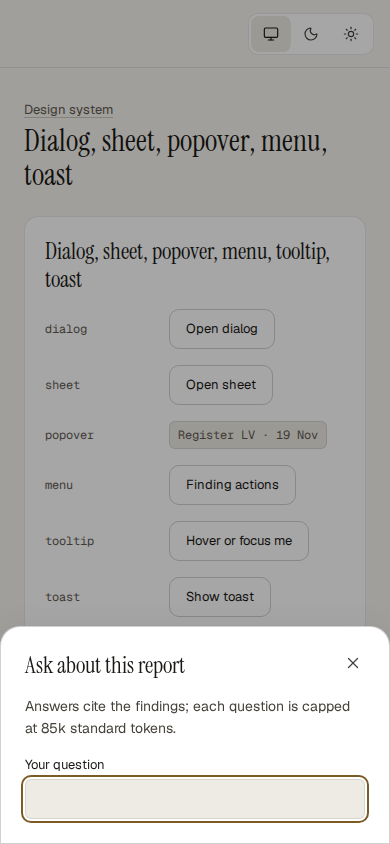 Design system
Dialog, sheet, popover, menu,
toast
Dialog, sheet, popover, menu, tooltip,
toast
dialog
Open dialog
sheet
Open sheet
popover
Register LV · 19 Nov
menu
Finding actions
tooltip
Hover or focus me
toast
Show toast
Ask about this report
Answers cite the findings; each question is capped
at 85k standard tokens.
Your question